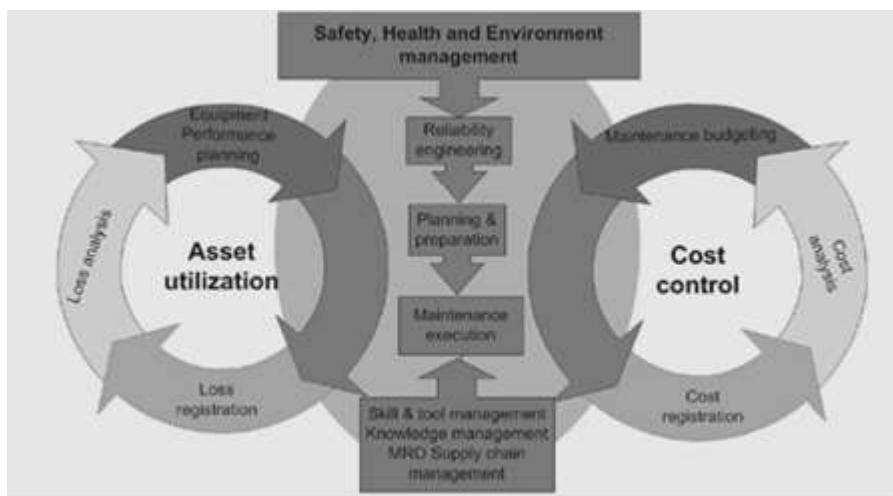 Safety, Health and Environment
management
Equipment
Performance
planning
Reliability
engineering
Maintenance budgeting
Loss analysis
Asset
utilization
Planning &
preparation
Cost
control
Cost
analysis
Maintenance
execution
Loss
registration
Skill & tool management
Knowledge management
MRO Supply chain
management
Cost
registration